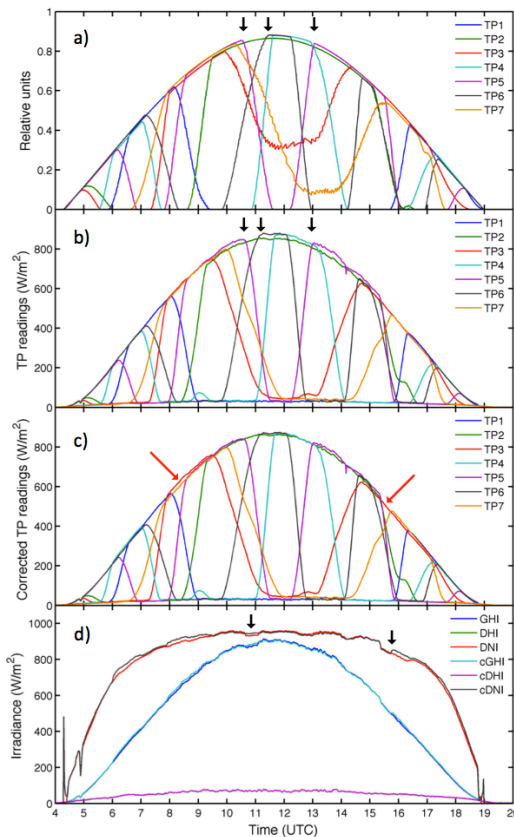 a)
Relative units
1
0.8
0.6
0.4
0.2
0
TP1
TP2
TP3
TP4
TP5
TP6
TP7
b)
TP readings (W/m²)
800
600
400
200
0
TP1
TP2
TP3
TP4
TP5
TP6
TP7
c)
Corrected TP readings (W/m²)
800
600
400
200
0
TP1
TP2
TP3
TP4
TP5
TP6
TP7
d)
Irradiance (W/m²)
1000
800
600
400
200
0
GHI
DHI
DNI
cGHI
cDHI
cDNI
4 5 6 7 8 9 10 11 12 13 14 15 16 17 18 19 20
Time (UTC)